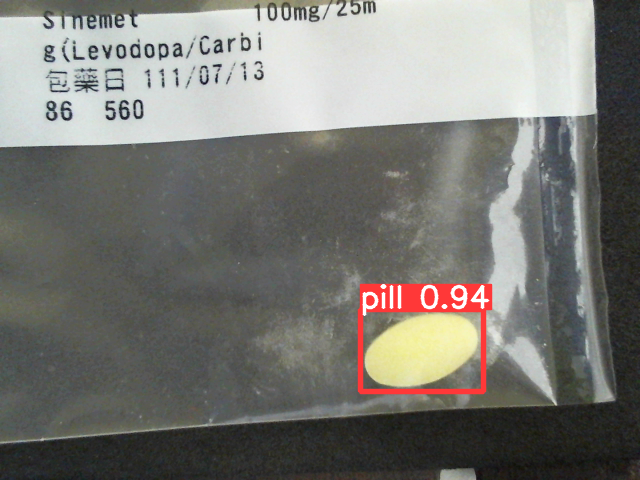 Sinemet 100mg/25m
g(Levodopa/Carbi
包藥日 111/07/13
86 560
pill 0.94